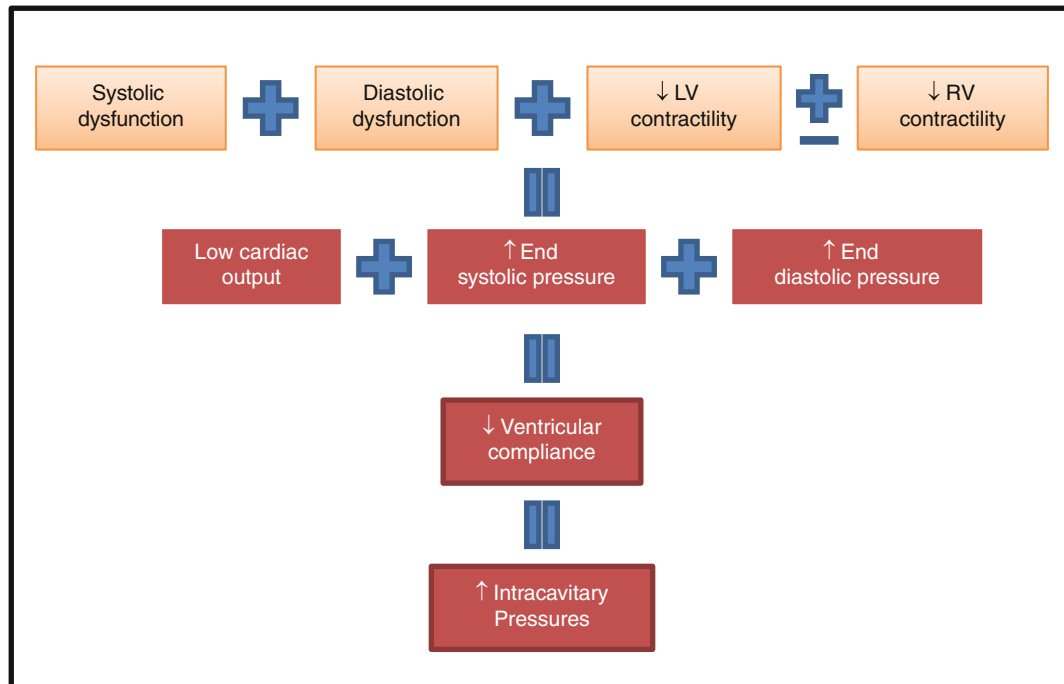 Systolic
dysfunction
Diastolic
dysfunction
↓ LV
contractility
↓ RV
contractility
Low cardiac
output
↑ End
systolic pressure
↑ End
diastolic pressure
↓ Ventricular
compliance
↑ Intracavitary
Pressures